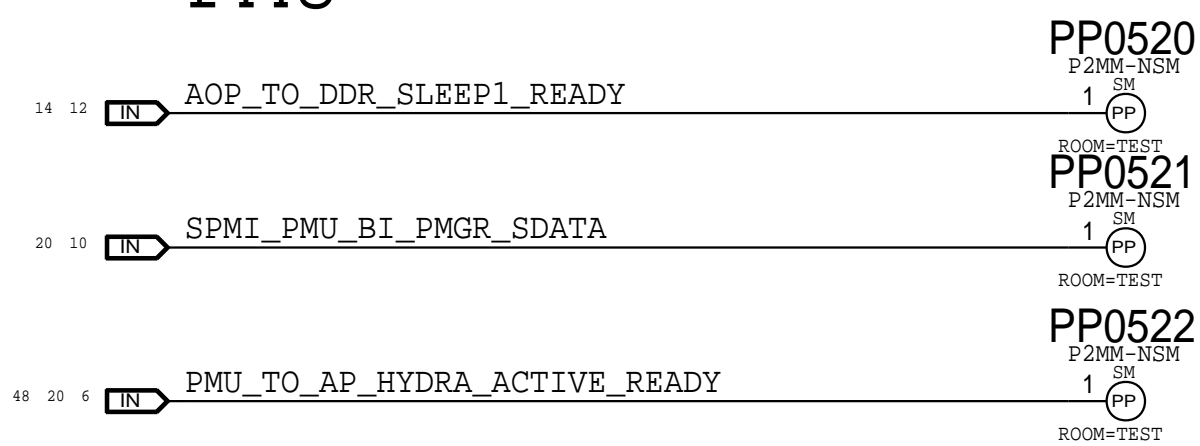 PP0520
P2MM-NSM
SM
14 12 IN AOP_TO_DDR_SLEEP1_READY 1 PP
ROOM=TEST
PP0521
P2MM-NSM
SM
20 10 IN SPMI_PMU_BI_PMGR_SDATA 1 PP
ROOM=TEST
PP0522
P2MM-NSM
SM
48 20 6 IN PMU_TO_AP_HYDRA_ACTIVE_READY 1 PP
ROOM=TEST